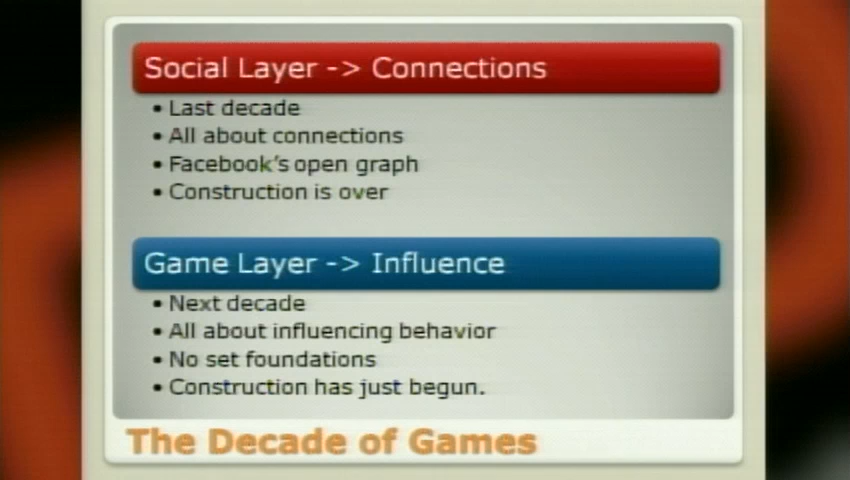 Social Layer -> Connections
• Last decade
• All about connections
• Facebook's open graph
• Construction is over
Game Layer -> Influence
• Next decade
• All about influencing behavior
• No set foundations
• Construction has just begun.
The Decade of Games